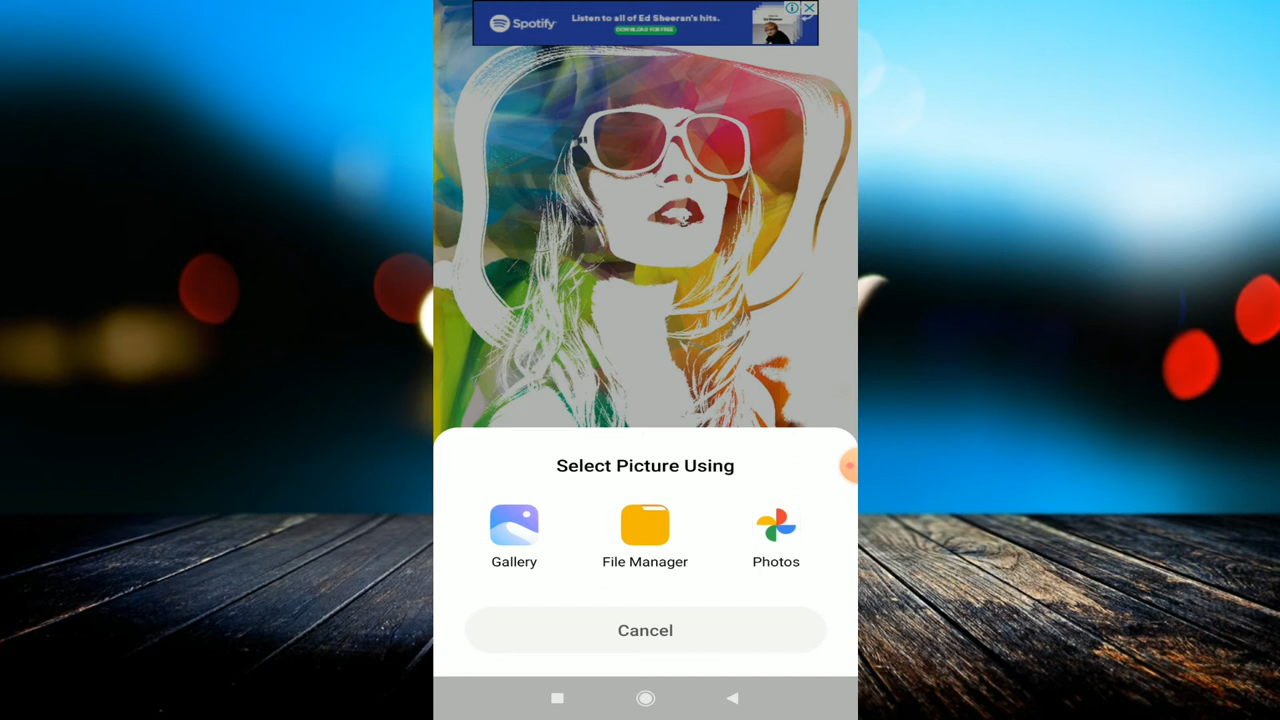 Spotify
Listen to all of Ed Sheeran's hits.
DOWNLOAD FOR FREE
Select Picture Using
Gallery
File Manager
Photos
Cancel